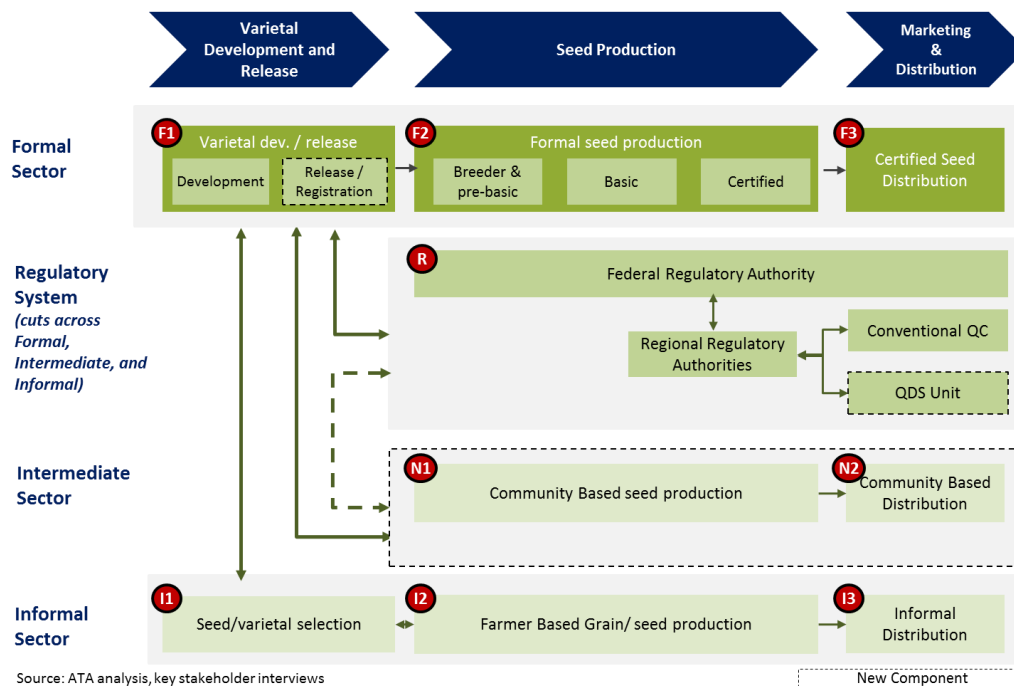 Varietal
Development and
Release
Seed Production
Marketing
&
Distribution
Formal
Sector
F1
Varietal dev. / release
Development
Release /
Registration
F2
Formal seed production
Breeder &
pre-basic
Basic
Certified
F3
Certified Seed
Distribution
Regulatory
System
(cuts across
Formal,
Intermediate, and
Informal)
R
Federal Regulatory Authority
Regional Regulatory
Authorities
Conventional QC
QDS Unit
Intermediate
Sector
N1
Community Based seed production
N2
Community Based
Distribution
Informal
Sector
I1
Seed/varietal selection
I2
Farmer Based Grain/ seed production
I3
Informal
Distribution
Source: ATA analysis, key stakeholder interviews
New Component